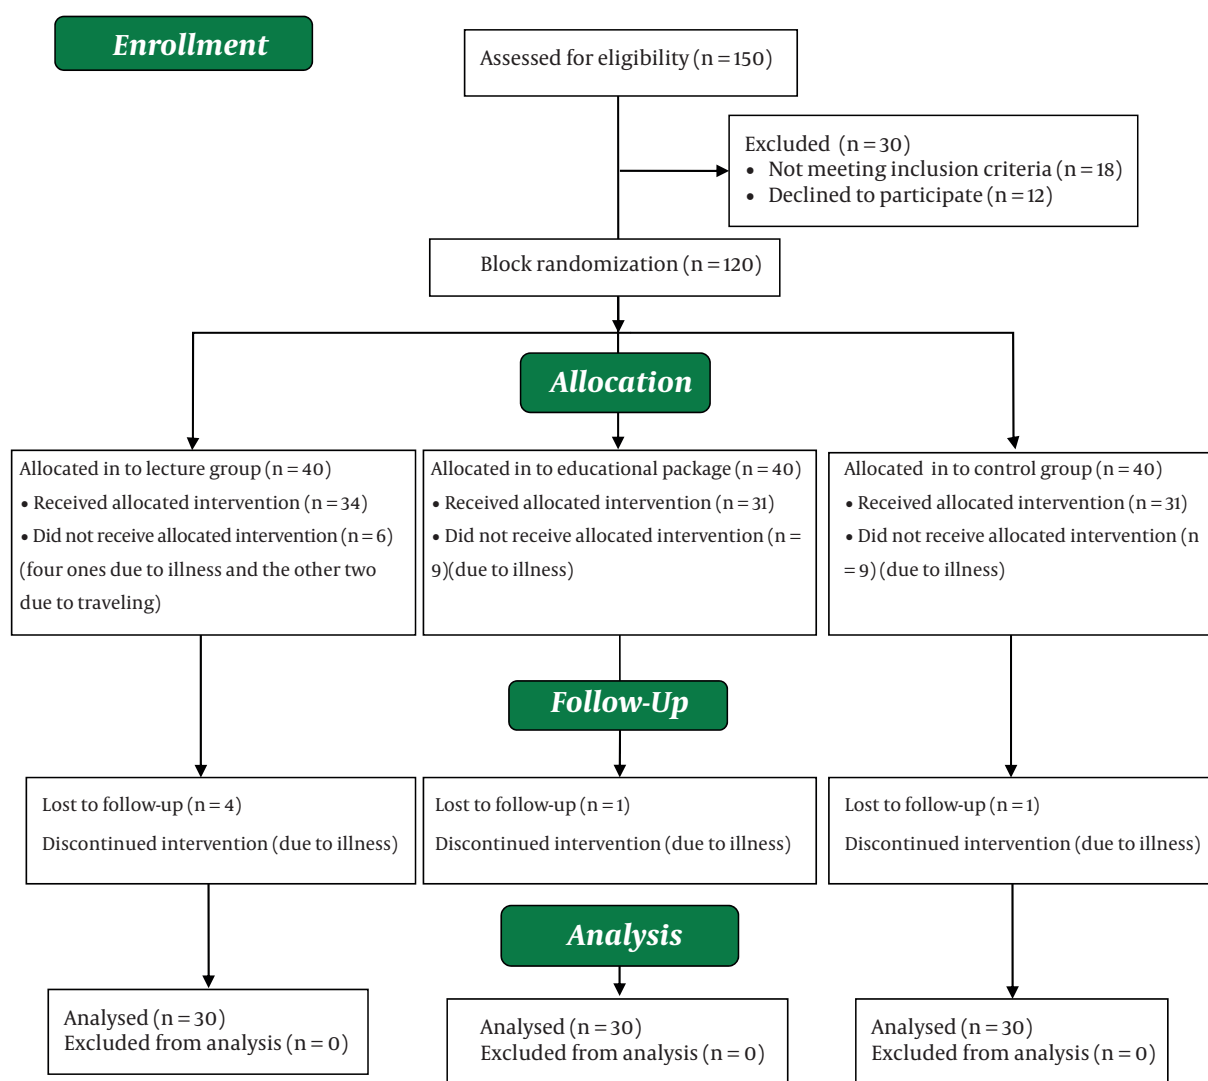 Enrollment
Assessed for eligibility (n = 150)
Excluded (n = 30)
• Not meeting inclusion criteria (n = 18)
• Declined to participate (n = 12)
Block randomization (n = 120)
Allocation
Allocated in to lecture group (n = 40)
• Received allocated intervention (n = 34)
• Did not receive allocated intervention (n = 6)
(four ones due to illness and the other two
due to traveling)
Allocated in to educational package (n = 40)
• Received allocated intervention (n = 31)
• Did not receive allocated intervention (n =
9)(due to illness)
Allocated in to control group (n = 40)
• Received allocated intervention (n = 31)
• Did not receive allocated intervention (n
= 9) (due to illness)
Follow-Up
Lost to follow-up (n = 4)
Discontinued intervention (due to illness)
Lost to follow-up (n = 1)
Discontinued intervention (due to illness)
Lost to follow-up (n = 1)
Discontinued intervention (due to illness)
Analysis
Analysed (n = 30)
Excluded from analysis (n = 0)
Analysed (n = 30)
Excluded from analysis (n = 0)
Analysed (n = 30)
Excluded from analysis (n = 0)